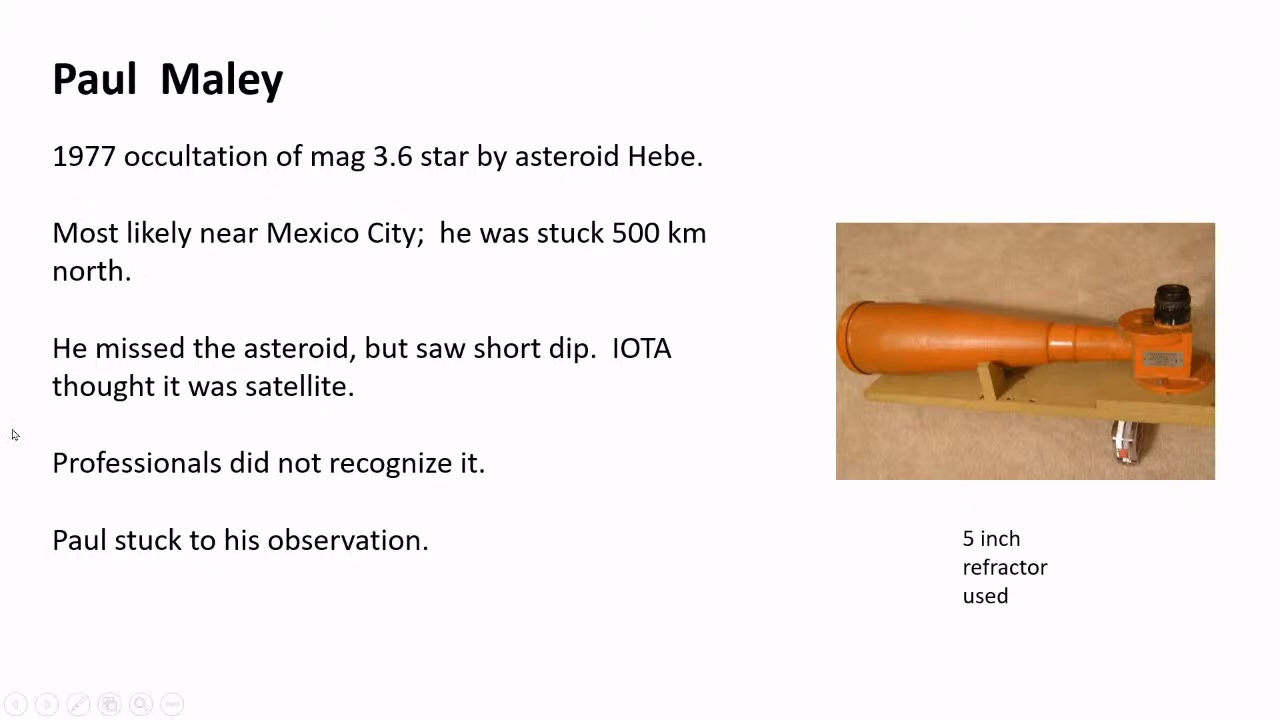 Paul  Maley
1977 occultation of mag 3.6 star by asteroid Hebe.
Most likely near Mexico City;  he was stuck 500 km
north.
He missed the asteroid, but saw short dip.  IOTA
thought it was satellite.
Professionals did not recognize it.
Paul stuck to his observation.
5 inch
refractor
used